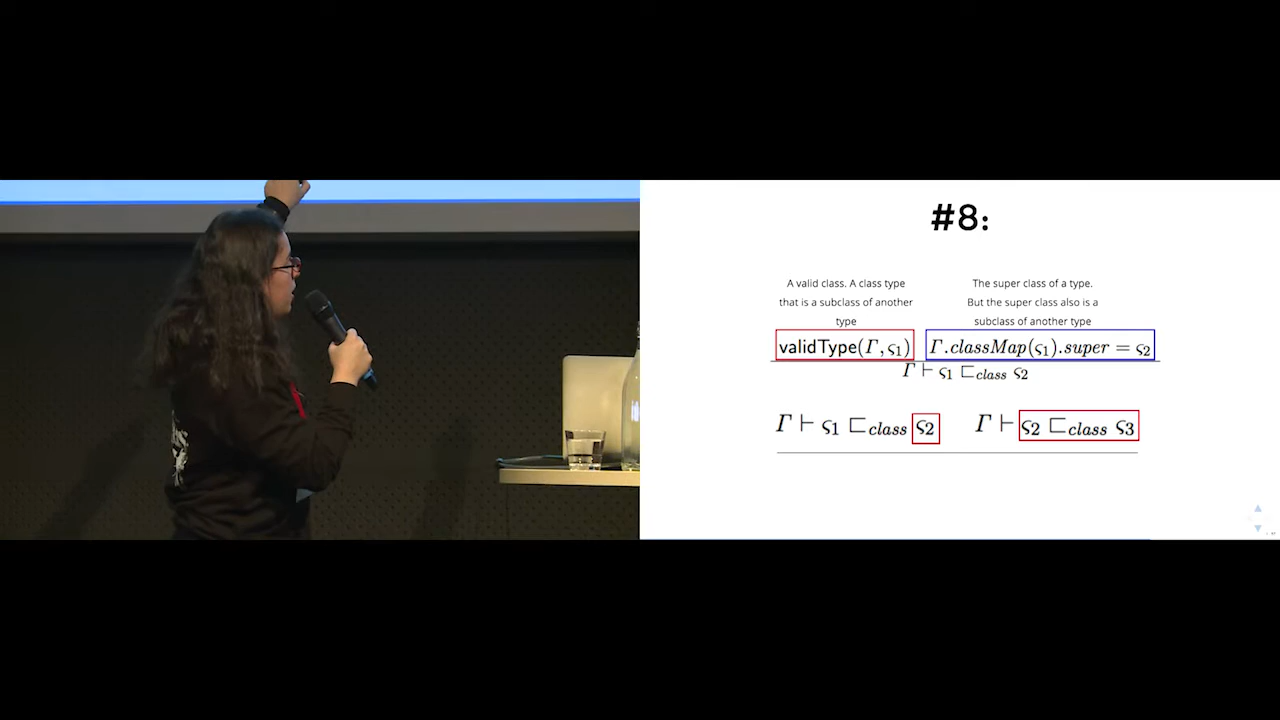 #8:
A valid class. A class type
that is a subclass of another
type
The super class of a type.
But the super class also is a
subclass of another type
validType(Γ, ς₁)
Γ.classMap(ς₁).super = ς₂
Γ ⊢ ς₁ ⊏class ς₂
Γ ⊢ ς₁ ⊏class ς₂
Γ ⊢ ς₂ ⊏class ς₃